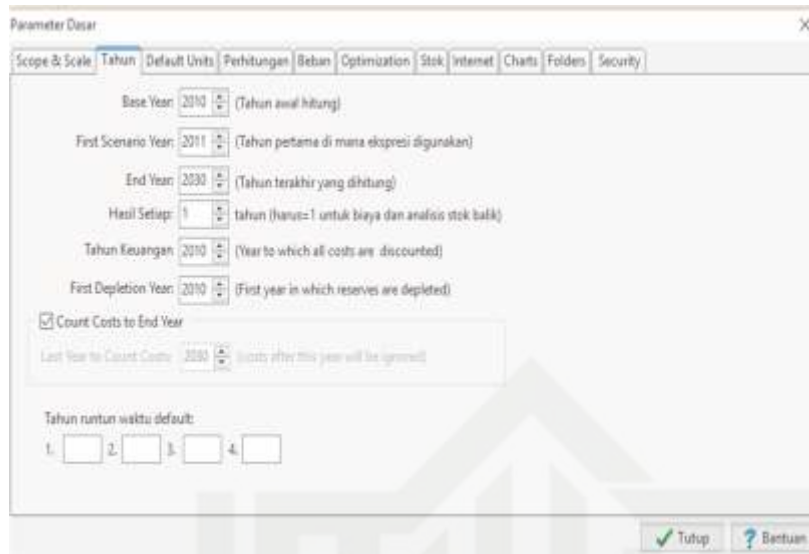 Parameter Dasar
Scope & Scale Tahun Default Units Perhitungan Beban Optimization Stok Internet Charts Folders Security
Base Year: 2010 (Tahun awal hitung)
First Scenario Year: 2011 (Tahun pertama di mana ekspresi digunakan)
End Year: 2030 (Tahun terakhir yang dihitung)
Hasil Setiap: 1 tahun (harus=1 untuk biaya dan analisis stok balik)
Tahun Keuangan: 2010 (Year to which all costs are discounted)
First Depletion Year: 2010 (First year in which reserves are depleted)
Count Costs to End Year
Last Year to Count Costs: 2030 (costs after this year will be ignored)
Tahun runtun waktu default:
1. 2. 3. 4.
Tutup Bantuan